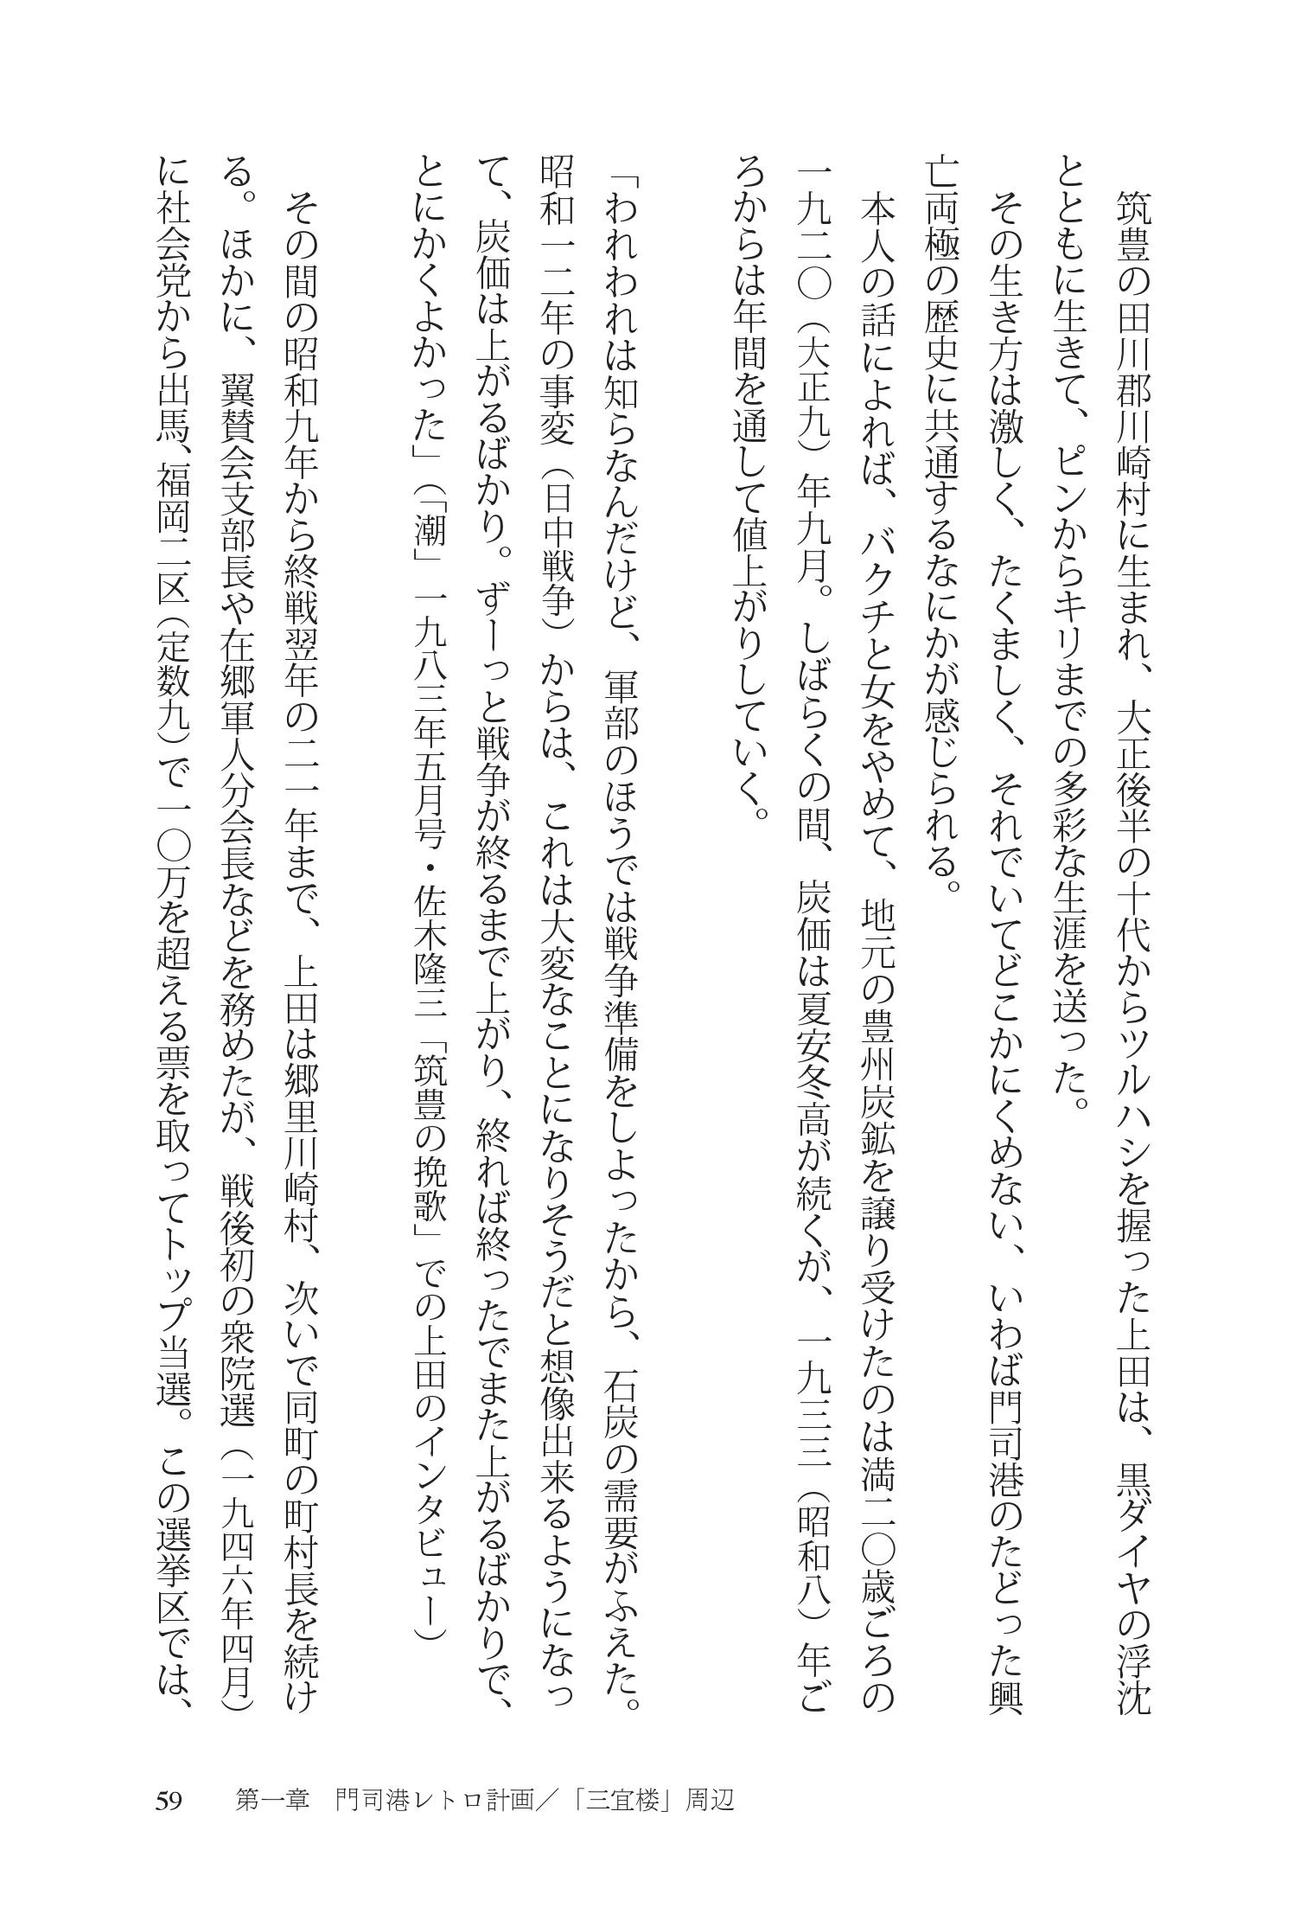 筑豊の田川郡川崎村に生まれ、大正後半の十代からツルハシを握った上田は、黒ダイヤの浮沈
とともに生きて、ピンからキリまでの多彩な生涯を送った。
　その生き方は激しく、たくましく、それでいてどこかにくめない、いわば門司港のたどった興
亡両極の歴史に共通するなにかが感じられる。
　本人の話によれば、バクチと女をやめて、地元の豊州炭鉱を譲り受けたのは満二〇歳ごろの
一九二〇（大正九）年九月。しばらくの間、炭価は夏安冬高が続くが、一九三三（昭和八）年ご
ろからは年間を通して値上がりしていく。
「われわれは知らなんだけど、軍部のほうでは戦争準備をしよったから、石炭の需要がふえた。
昭和一二年の事変（日中戦争）からは、これは大変なことになりそうだと想像出来るようになっ
て、炭価は上がるばかり。ずーっと戦争が終るまで上がり、終れば終ったでまた上がるばかりで、
とにかくよかった」（「潮」一九八三年五月号・佐木隆三「筑豊の挽歌」での上田のインタビュー）
　その間の昭和九年から終戦翌年の二一年まで、上田は郷里川崎村、次いで同町の町村長を続け
る。ほかに、翼賛会支部長や在郷軍人分会長などを務めたが、戦後初の衆院選（一九四六年四月）
に社会党から出馬、福岡二区（定数九）で一〇万を超える票を取ってトップ当選。この選挙区では、
59　第一章　門司港レトロ計画／「三宜楼」周辺